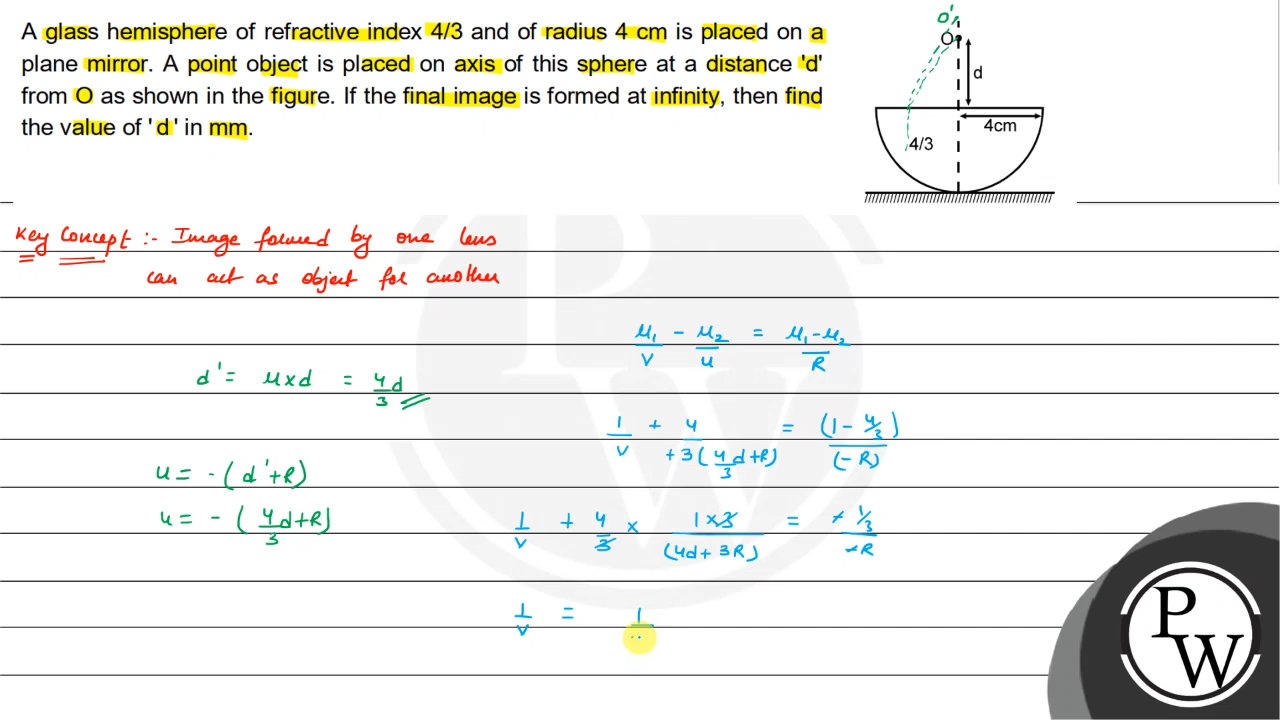 A glass hemisphere of refractive index 4/3 and of radius 4 cm is placed on a
plane mirror. A point object is placed on axis of this sphere at a distance 'd'
from O as shown in the figure. If the final image is formed at infinity, then find
the value of 'd' in mm.
O'
O
d
4cm
4/3
Key Concept :- Image formed by one lens
can act as object for another
d' = μxd = 4d/3
u = -(d'+R)
u = -(4/3 d+R)
μ₁/v - μ₂/u = μ₁-μ₂/R
1/v + 4/+3(4/3 d+R) = (1-4/3)/(-R)
1/v + 4/3 x 1x3/(4d+3R) = -1/3/-R
1/v = 1
P
W